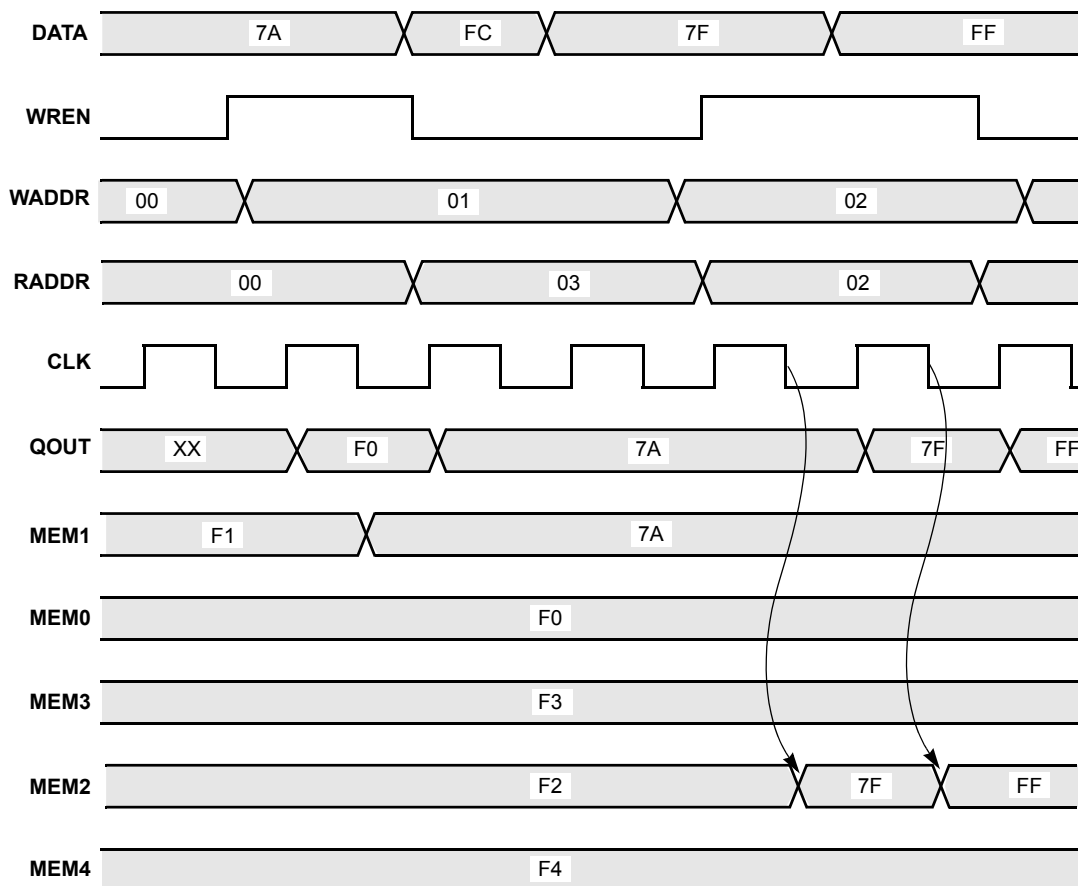 DATA 7A FC 7F FF
WREN
WADDR 00 01 02
RADDR 00 03 02
CLK
QOUT XX F0 7A 7F FF
MEM1 F1 7A
MEM0 F0
MEM3 F3
MEM2 F2 7F FF
MEM4 F4